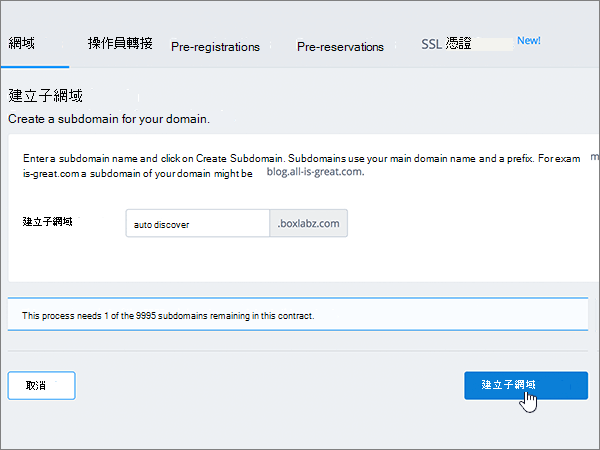 網域 操作員轉接 Pre-registrations Pre-reservations SSL 憑證 New!
建立子網域
Create a subdomain for your domain.
Enter a subdomain name and click on Create Subdomain. Subdomains use your main domain name and a prefix. For exam m
is-great.com a subdomain of your domain might be blog.all-is-great.com.
建立子網域 auto discover .boxlabz.com
This process needs 1 of the 9995 subdomains remaining in this contract.
取消 建立子網域